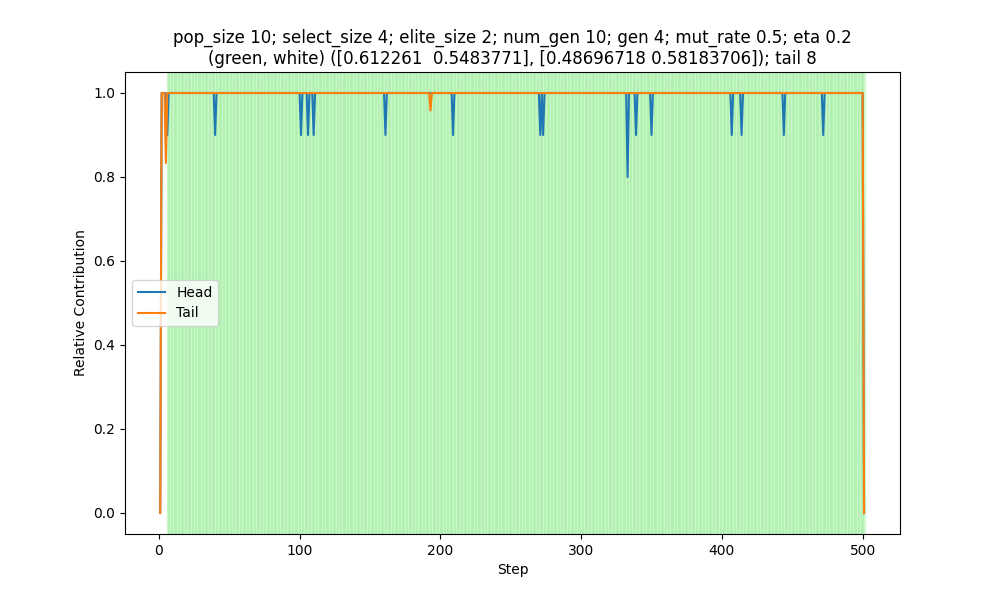 pop_size 10; select_size 4; elite_size 2; num_gen 10; gen 4; mut_rate 0.5; eta 0.2
(green, white) ([0.612261  0.5483771], [0.48696718 0.58183706]); tail 8
1.0
0.8
0.6
0.4
0.2
0.0
Relative Contribution
Head
Tail
0
100
200
300
400
500
Step